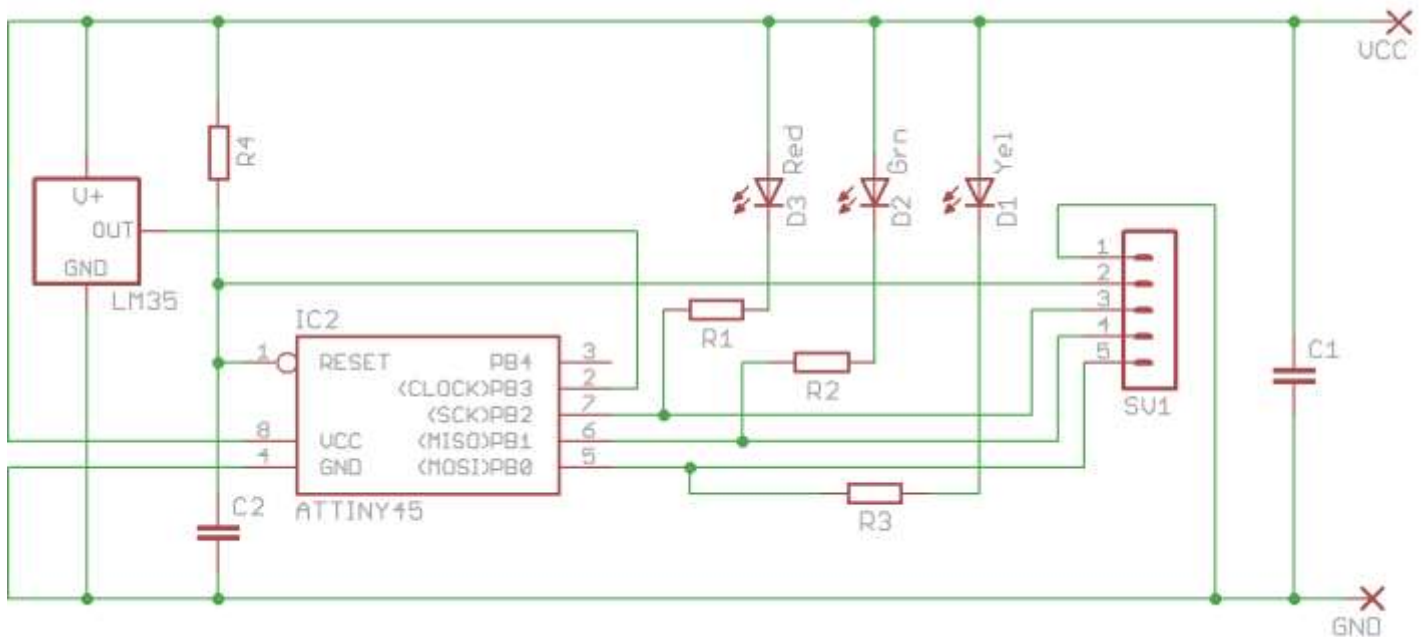 VCC
R4
Red
Grn
Yel
D3
D2
D1
V+
OUT
GND
LM35
1
2
3
4
5
SV1
R1
R2
R3
C1
IC2
1
RESET
PB4
3
(CLOCK)PB3
2
(SCK)PB2
7
8
VCC
(MISO)PB1
6
4
GND
(MOSI)PB0
5
ATTINY45
C2
GND